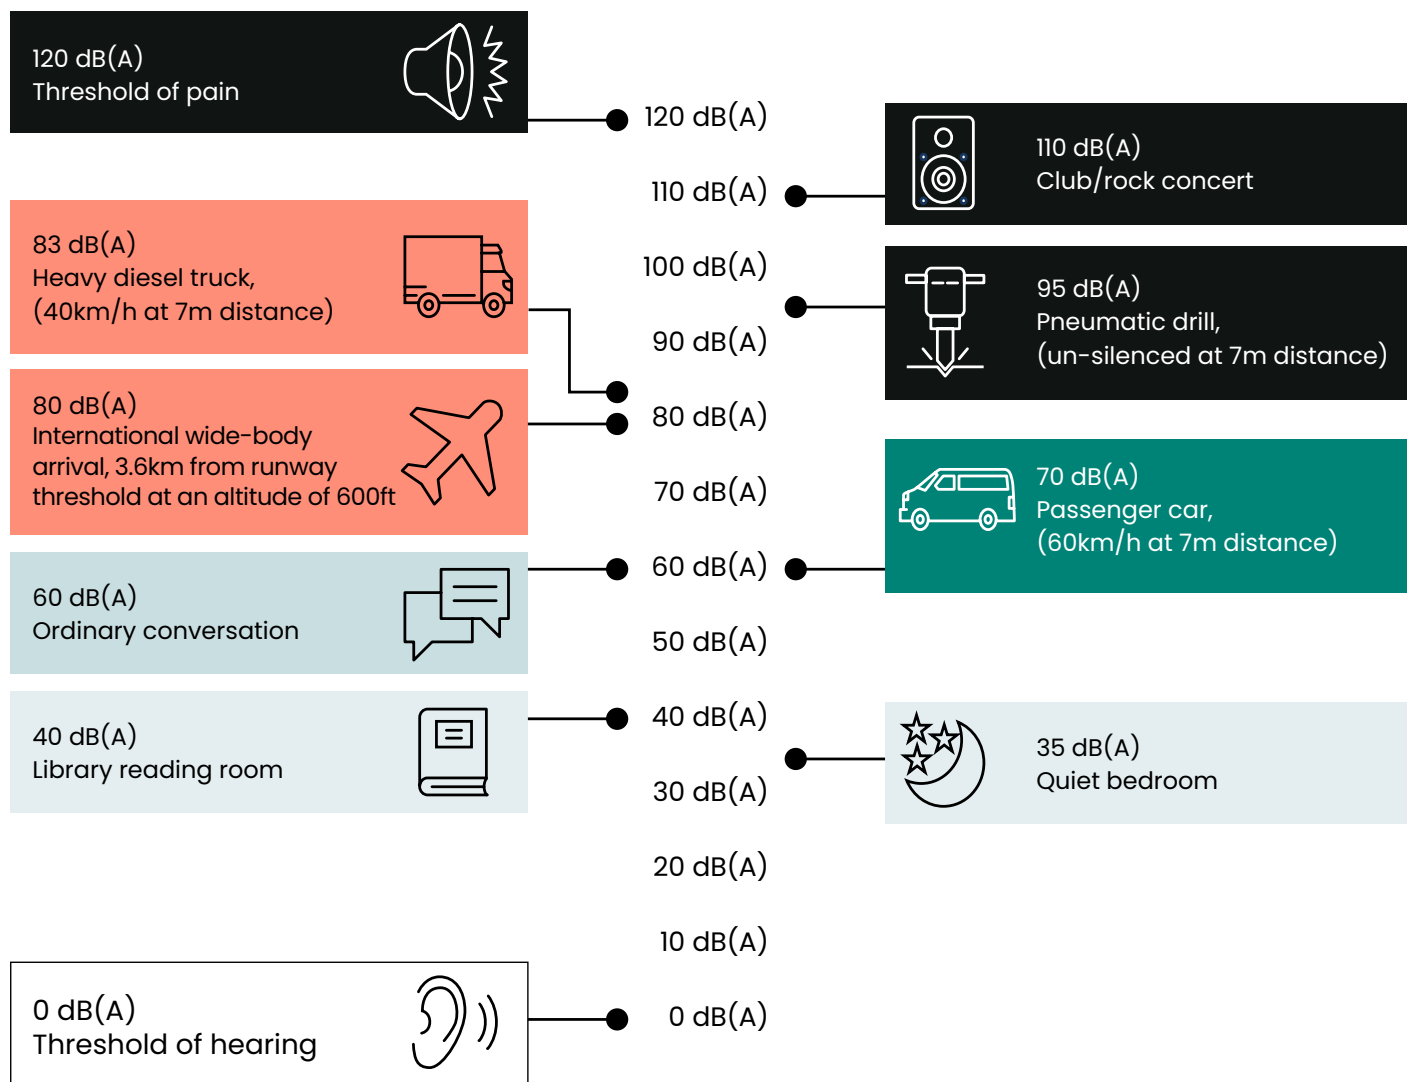 120 dB(A)
Threshold of pain
83 dB(A)
Heavy diesel truck,
(40km/h at 7m distance)
80 dB(A)
International wide-body
arrival, 3.6km from runway
threshold at an altitude of 600ft
60 dB(A)
Ordinary conversation
40 dB(A)
Library reading room
0 dB(A)
Threshold of hearing
120 dB(A)
110 dB(A)
100 dB(A)
90 dB(A)
80 dB(A)
70 dB(A)
60 dB(A)
50 dB(A)
40 dB(A)
30 dB(A)
20 dB(A)
10 dB(A)
0 dB(A)
110 dB(A)
Club/rock concert
95 dB(A)
Pneumatic drill,
(un-silenced at 7m distance)
70 dB(A)
Passenger car,
(60km/h at 7m distance)
35 dB(A)
Quiet bedroom